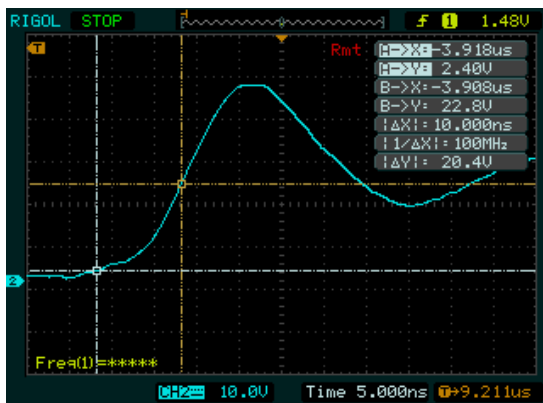 RIGOL STOP f 1 1.48V
T
Rmt A->X=-3.918us
A->Y= 2.40V
B->X=-3.908us
B->Y= 22.8V
|ΔX|= 10.000ns
|1/ΔX|= 100MHz
|ΔY|= 20.4V
2
Freq(1)=*****
CH2 10.0V Time 5.000ns T→9.211us